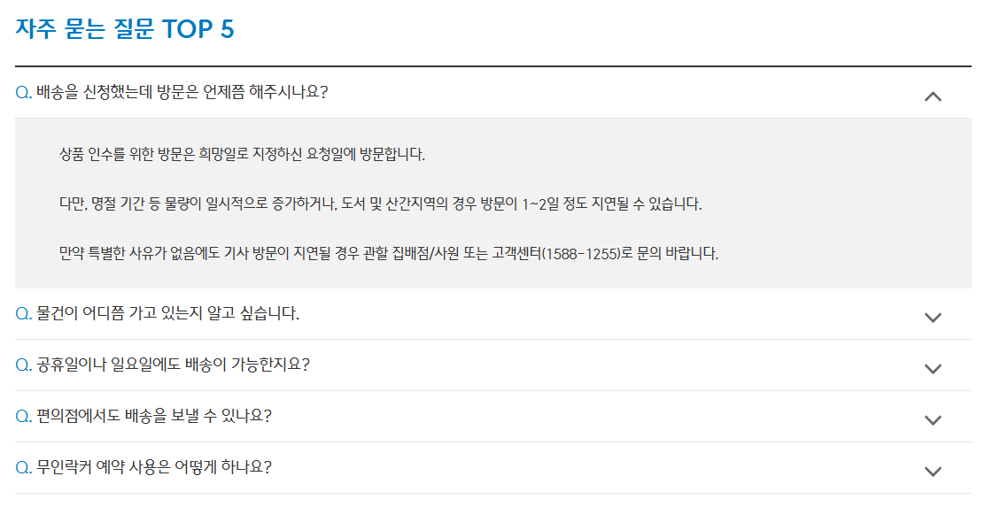 자주 묻는 질문 TOP 5
Q. 배송을 신청했는데 방문은 언제쯤 해주시나요?
상품 인수를 위한 방문은 희망일로 지정하신 요청일에 방문합니다.
다만, 명절 기간 등 물량이 일시적으로 증가하거나, 도서 및 산간지역의 경우 방문이 1~2일 정도 지연될 수 있습니다.
만약 특별한 사유가 없음에도 기사 방문이 지연될 경우 관할 집배점/사원 또는 고객센터(1588-1255)로 문의 바랍니다.
Q. 물건이 어디쯤 가고 있는지 알고 싶습니다.
Q. 공휴일이나 일요일에도 배송이 가능한지요?
Q. 편의점에서도 배송을 보낼 수 있나요?
Q. 무인락커 예약 사용은 어떻게 하나요?